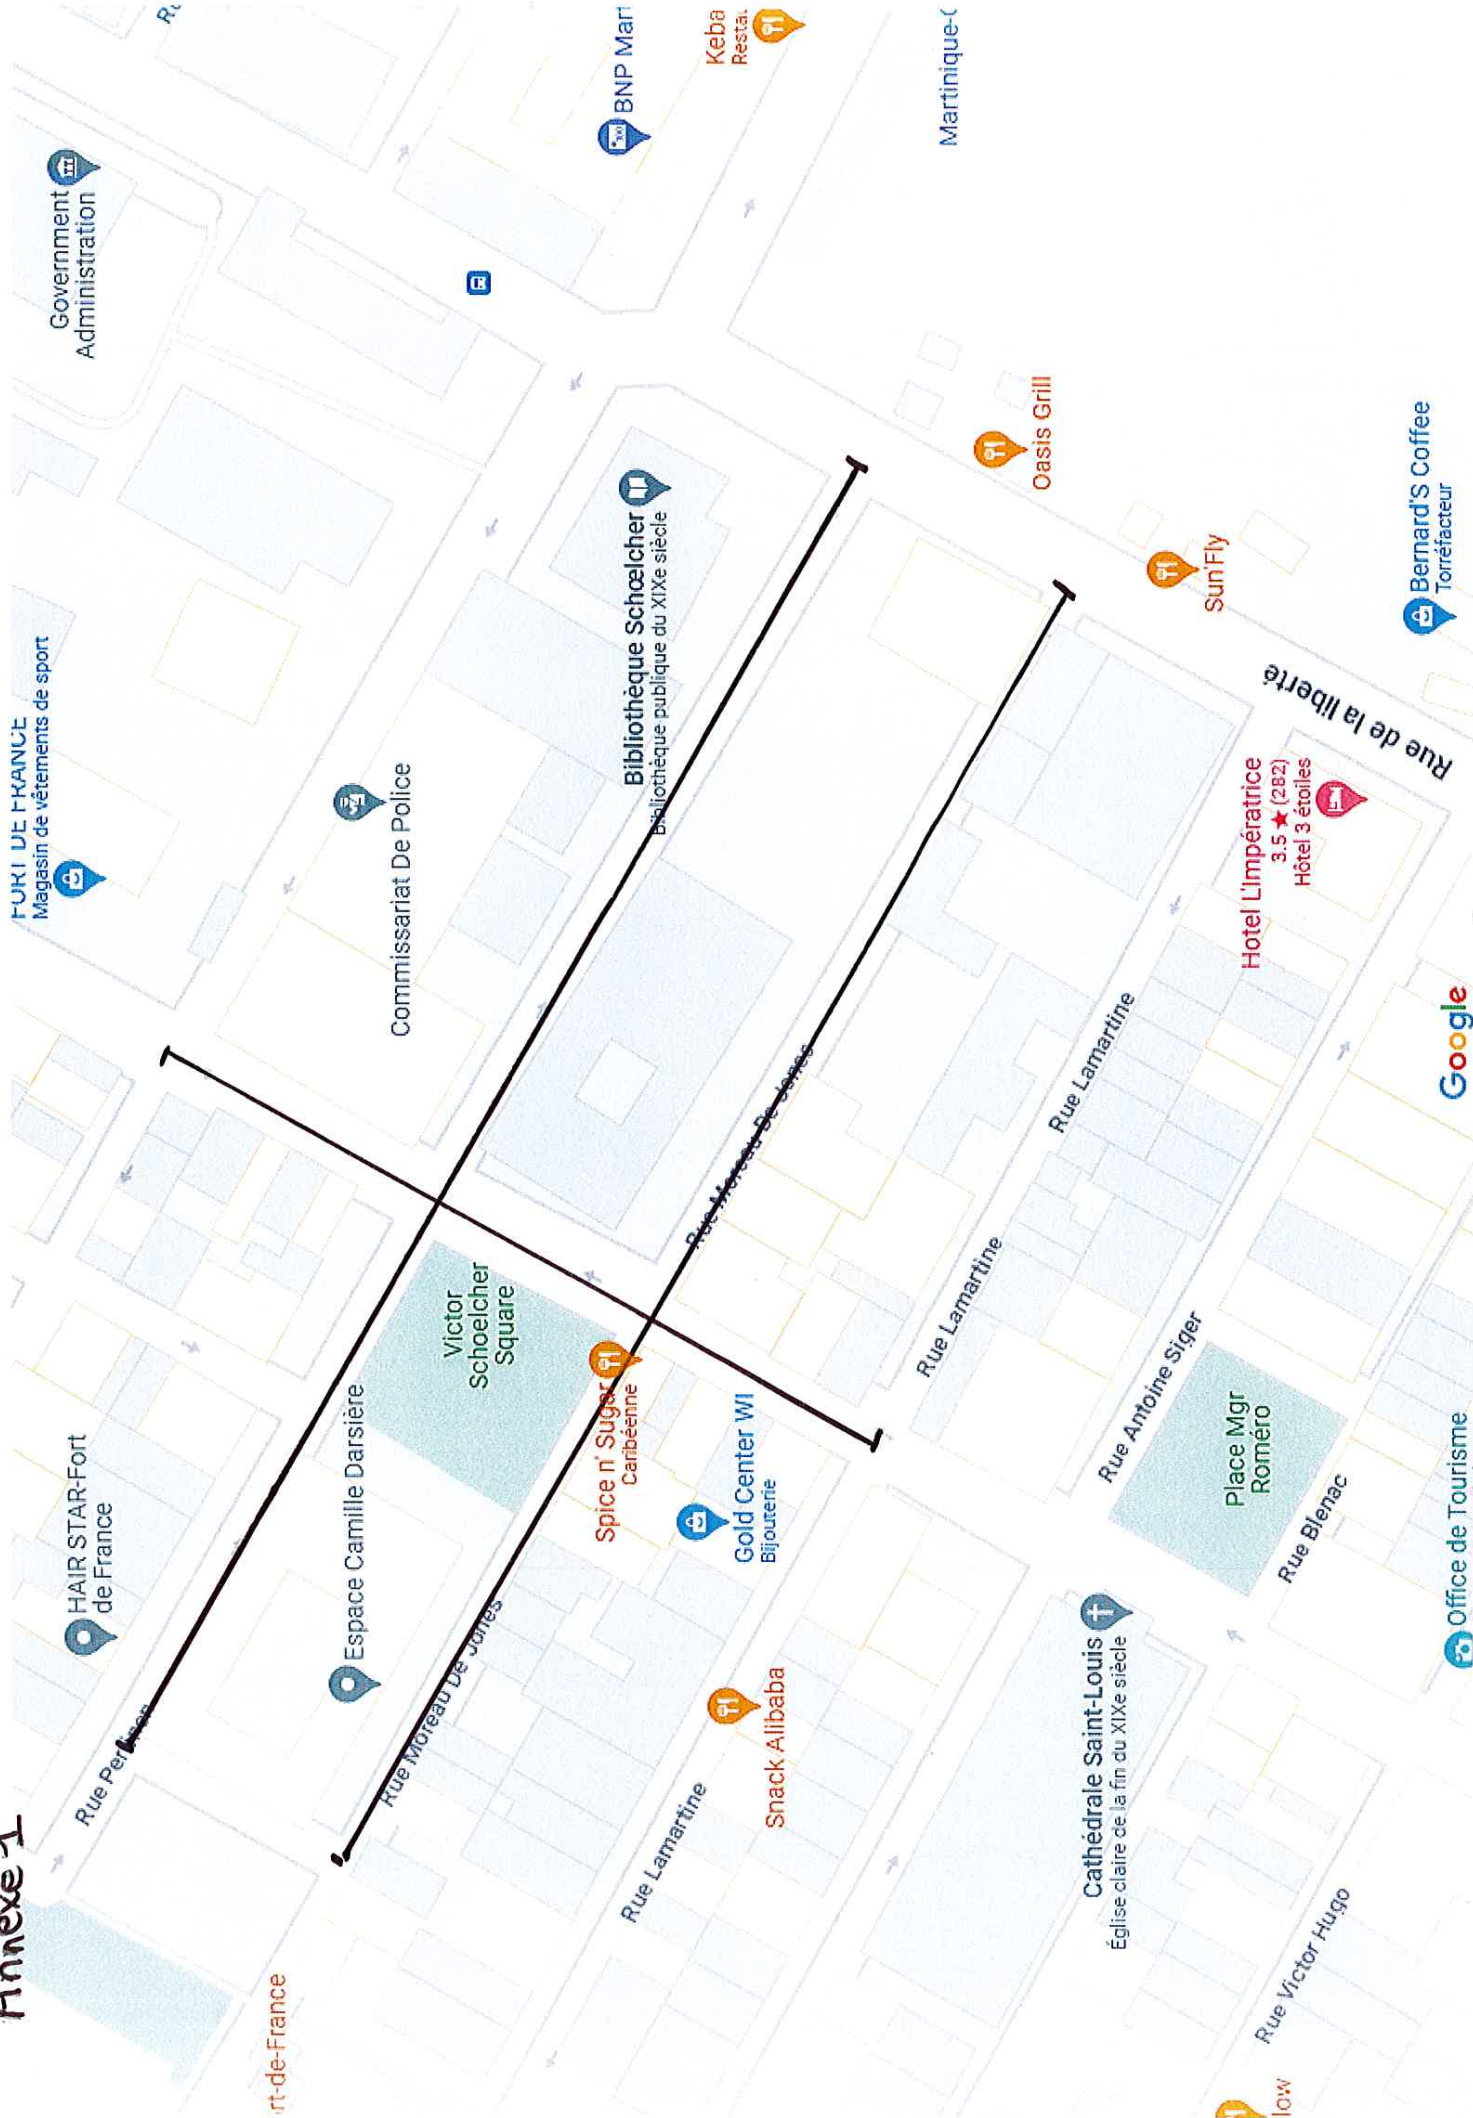 Annexe 1
Rue Perrinon
HAIR STAR-Fort
de France
FORT DE FRANCE
Magasin de vêtements de sport
Government
Administration
Espace Camille Darsière
Commissariat De Police
Victor
Schoelcher
Square
Rue Moreau De Jones
rt-de-France
Spice n' Sugar
Caribéenne
Bibliothèque Schœlcher
Bibliothèque publique du XIXe siècle
BNP Mart
Keba
Restau
Rue Moreau De Jones
Gold Center WI
Bijouterie
Rue Lamartine
Snack Alibaba
Martinique-
Rue Lamartine
Oasis Grill
Rue Lamartine
Sun'Fly
Cathédrale Saint-Louis
Église claire de la fin du XIXe siècle
Rue Antoine Siger
Place Mgr
Roméro
Hotel L'Impératrice
3.5 ★ (282)
Hôtel 3 étoiles
Rue de la liberté
Rue Blenac
Rue Victor Hugo
low
Office de Tourisme
Google
Bernard'S Coffee
Torréfacteur